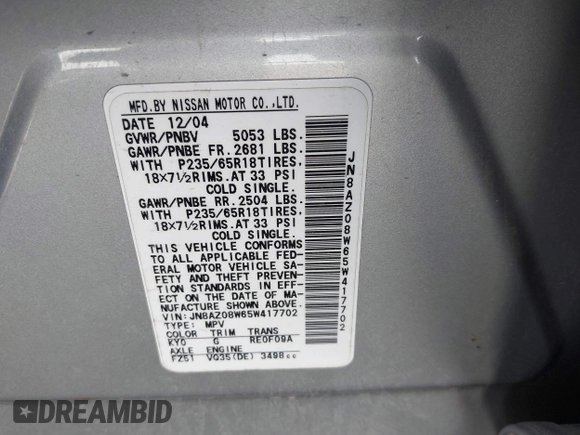 MFD.BY NISSAN MOTOR CO.,LTD.
DATE 12/04
GVWR/PNBV 5053 LBS.
GAWR/PNBE FR. 2681 LBS.
WITH P235/65R18TIRES.
18X7½RIMS.AT 33 PSI
COLD SINGLE.
GAWR/PNBE RR. 2504 LBS.
WITH P235/65R18TIRES.
18X7½RIMS.AT 33 PSI
COLD SINGLE.
THIS VEHICLE CONFORMS
TO ALL APPLICABLE FED-
ERAL MOTOR VEHICLE SA-
FETY AND THEFT PREVENTI-
ON STANDARDS IN EFF-
ECT ON THE DATE OF MA-
NUFACTURE SHOWN ABOVE.
VIN: JN8AZ08W65W417702
TYPE: MPV
COLOR TRIM TRANS
KY0 G RE0F09A
AXLE ENGINE
FZ51 VQ35(DE) 3498cc
JN8AZ08W65W417702
DREAMBID